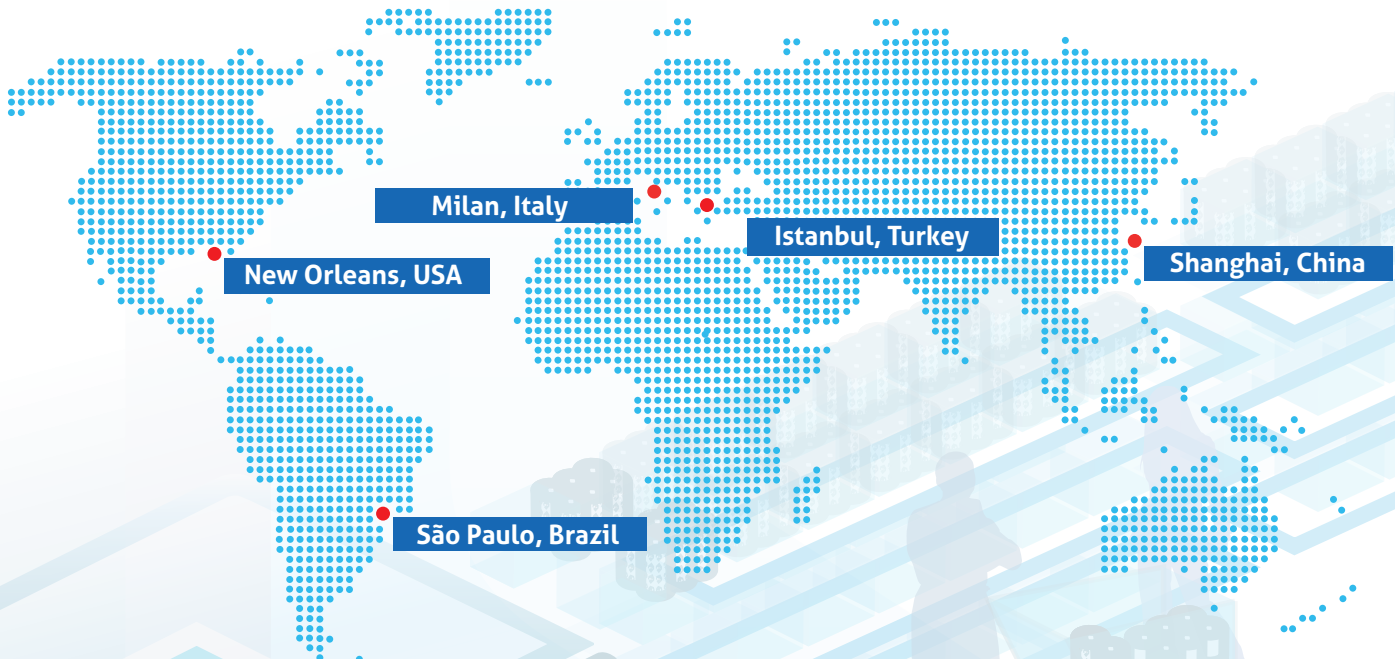 Milan, Italy
Istanbul, Turkey
New Orleans, USA
Shanghai, China
São Paulo, Brazil